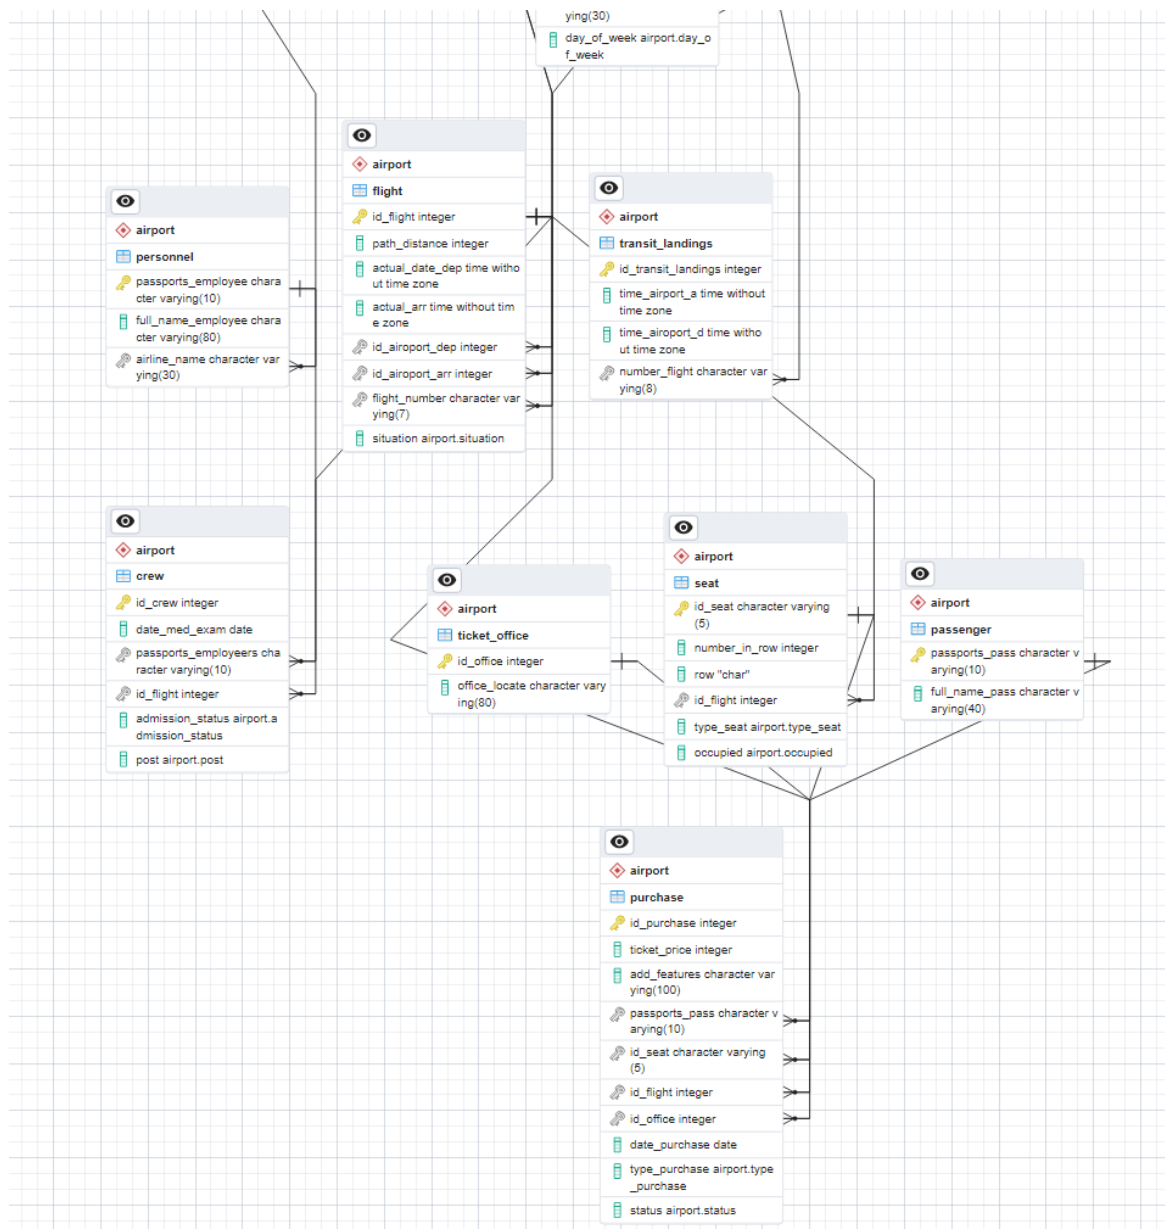 ying(30)
day_of_week airport.day_o
f_week
airport
flight
id_flight integer
path_distance integer
actual_date_dep time witho
ut time zone
actual_arr time without tim
e zone
id_airoport_dep integer
id_airoport_arr integer
flight_number character var
ying(7)
situation airport.situation
airport
personnel
passports_employee chara
cter varying(10)
full_name_employee chara
cter varying(80)
airline_name character var
ying(30)
airport
transit_landings
id_transit_landings integer
time_airport_a time without
time zone
time_airoport_d time witho
ut time zone
number_flight character va
rying(8)
airport
crew
id_crew integer
date_med_exam date
passports_employeers cha
racter varying(10)
id_flight integer
admission_status airport.a
dmission_status
post airport.post
airport
ticket_office
id_office integer
office_locate character vary
ing(80)
airport
seat
id_seat character varying
(5)
number_in_row integer
row "char"
id_flight integer
type_seat airport.type_seat
occupied airport.occupied
airport
passenger
passports_pass character v
arying(10)
full_name_pass character v
arying(40)
airport
purchase
id_purchase integer
ticket_price integer
add_features character var
ying(100)
passports_pass character v
arying(10)
id_seat character varying
(5)
id_flight integer
id_office integer
date_purchase date
type_purchase airport.type
_purchase
status airport.status